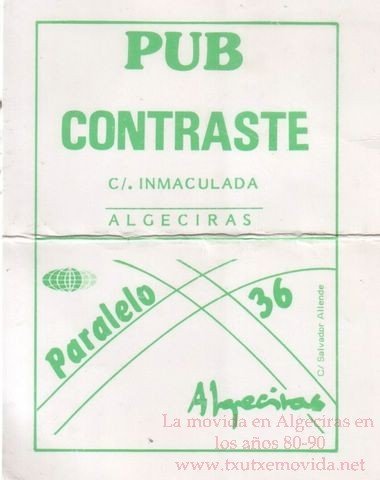 PUB
CONTRASTE
C/. INMACULADA
ALGECIRAS
Paralelo 36
C/ Salvador Allende
Algeciras
La movida en Algeciras en
los años 80-90
www.txutxemovida.net